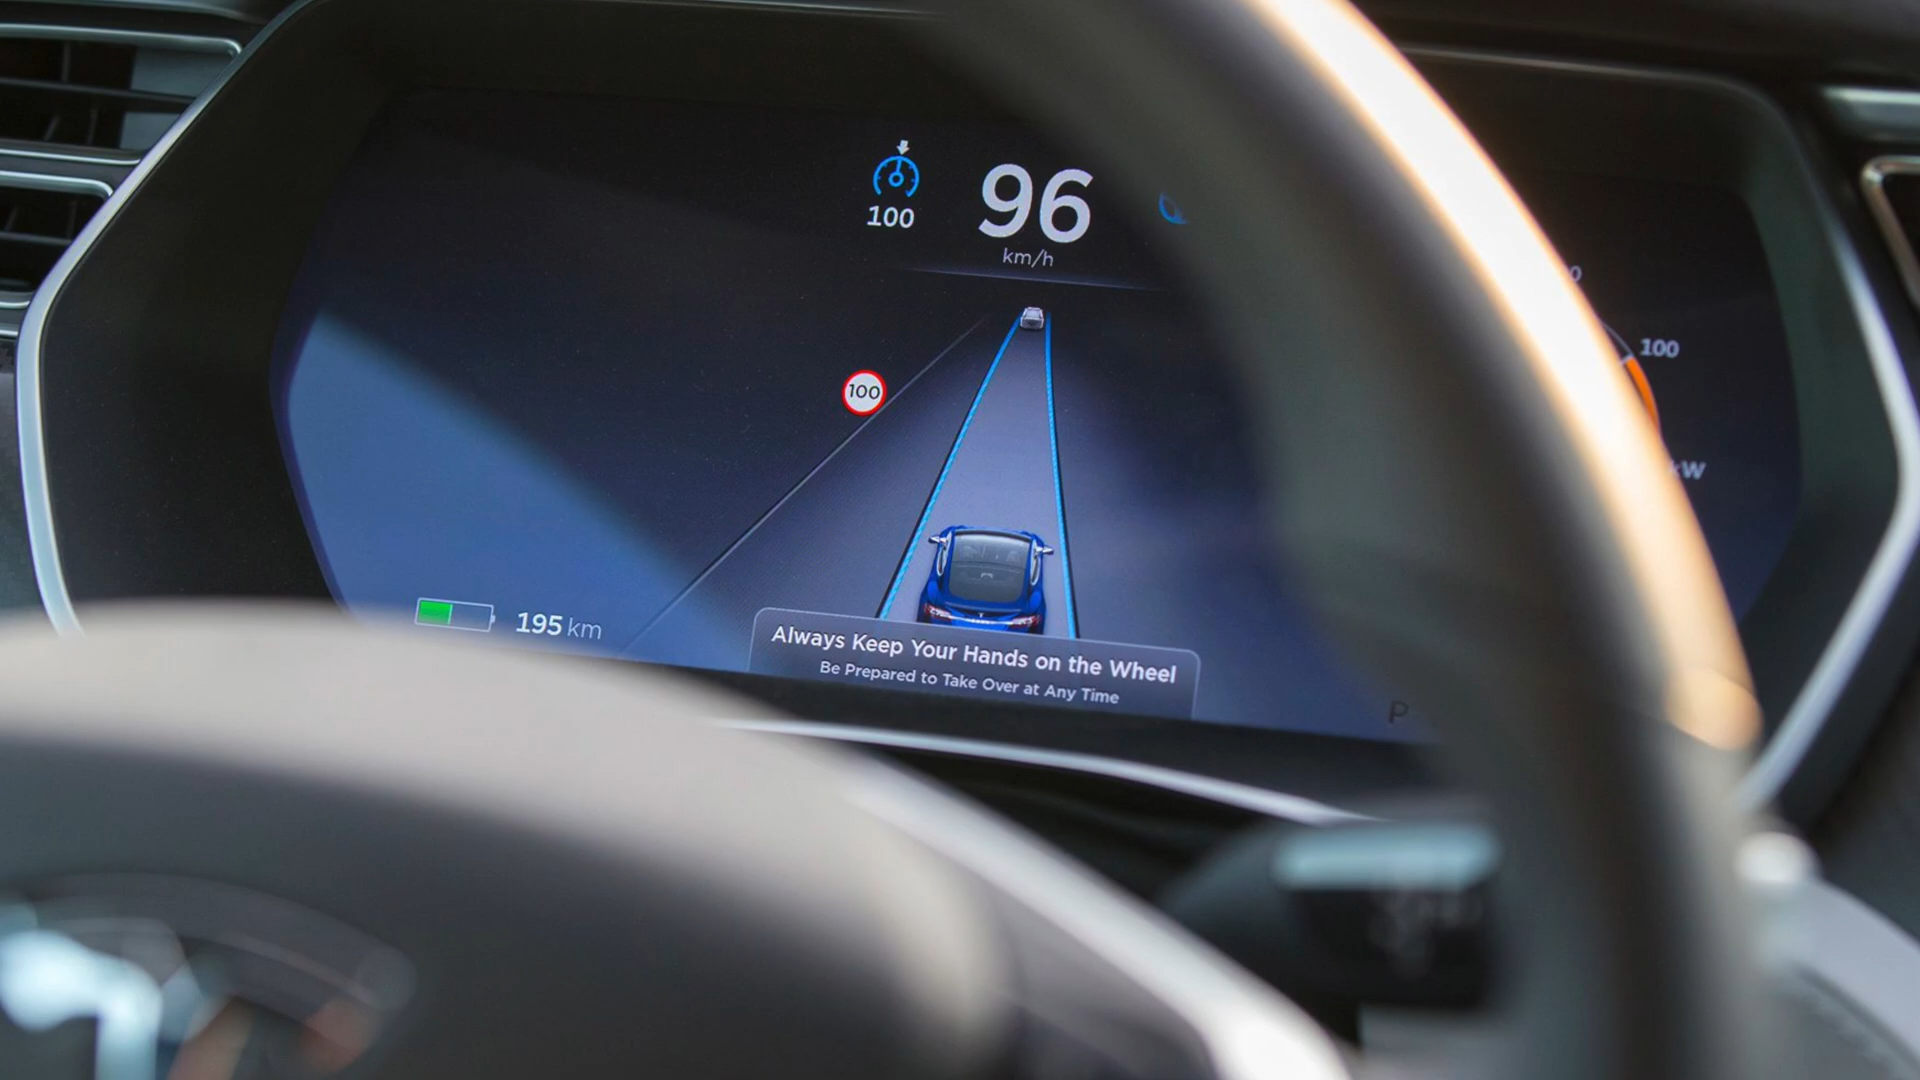 100
96
km/h
100
100
kW
195 km
Always Keep Your Hands on the Wheel
Be Prepared to Take Over at Any Time
P